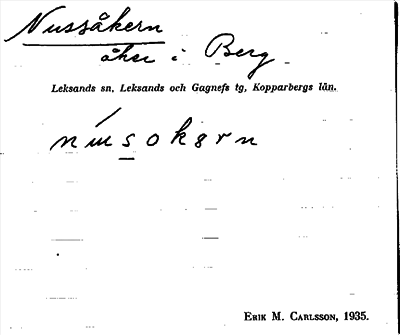 Nussåkern
åker i Berg
Leksands sn, Leksands och Gagnefs tg, Kopparbergs län.
Erik M. Carlsson, 1935.